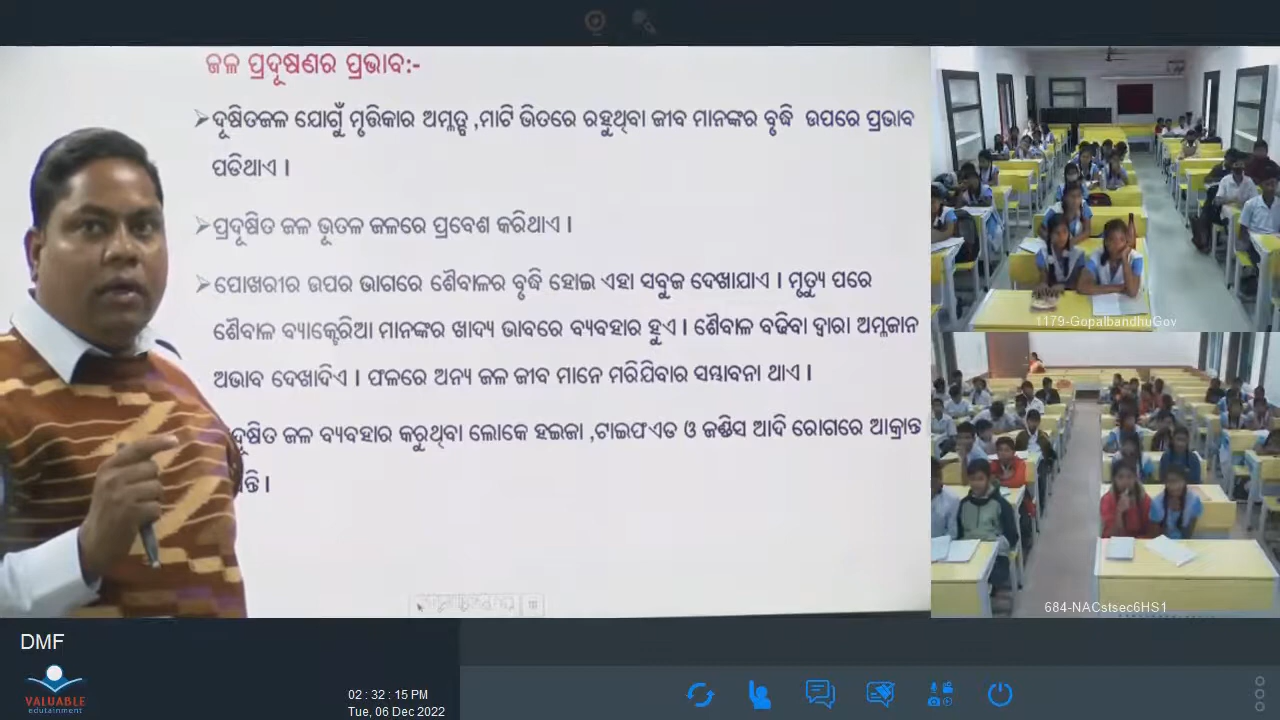 ଜଳ ପ୍ରଦୂଷଣର ପ୍ରଭାବ:-
➢ ଦୂଷିତଜଳ ଯୋଗୁଁ ମୃତ୍ତିକାର ଅମ୍ଳତ୍ଵ ,ମାଟି ଭିତରେ ରହୁଥିବା ଜୀବ ମାନଙ୍କର ବୃଦ୍ଧି ଉପରେ ପ୍ରଭାବ
ପଡିଥାଏ ।
➢ ପ୍ରଦୂଷିତ ଜଳ ଭୂତଳ ଜଳରେ ପ୍ରବେଶ କରିଥାଏ ।
➢ ପୋଖରୀର ଉପର ଭାଗରେ ଶୈବାଳର ବୃଦ୍ଧି ହୋଇ ଏହା ସବୁଜ ଦେଖାଯାଏ । ମୃତ୍ୟୁ ପରେ
ଶୈବାଳ ବ୍ୟାକ୍ଟେରିଆ ମାନଙ୍କର ଖାଦ୍ୟ ଭାବରେ ବ୍ୟବହାର ହୁଏ । ଶୈବାଳ ବଢିବା ଦ୍ୱାରା ଅମ୍ଳଜାନ
ଅଭାବ ଦେଖାଦିଏ । ଫଳରେ ଅନ୍ୟ ଜଳ ଜୀବ ମାନେ ମରିଯିବାର ସମ୍ଭାବନା ଥାଏ ।
ଦୂଷିତ ଜଳ ବ୍ୟବହାର କରୁଥିବା ଲୋକେ ହଇଜା ,ଟାଇଫଏଡ ଓ ଜଣ୍ଡିସ ଆଦି ରୋଗରେ ଆକ୍ରାନ୍ତ
ନ୍ତି ।
1179-GopalbandhuGov
684-NACstsec6HS1
DMF
VALUABLE
edutainment
02 : 32 : 15 PM
Tue, 06 Dec 2022